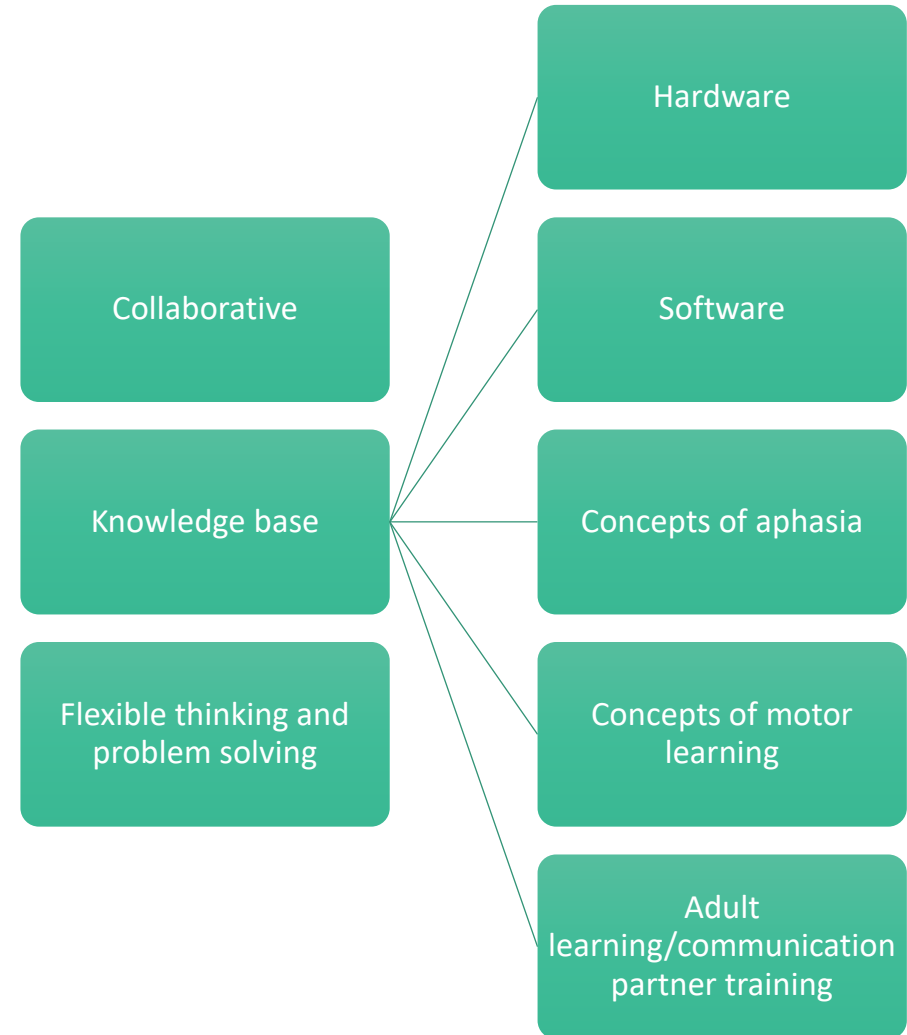 Collaborative
Knowledge base
Flexible thinking and
problem solving
Hardware
Software
Concepts of aphasia
Concepts of motor
learning
Adult
learning/communication
partner training